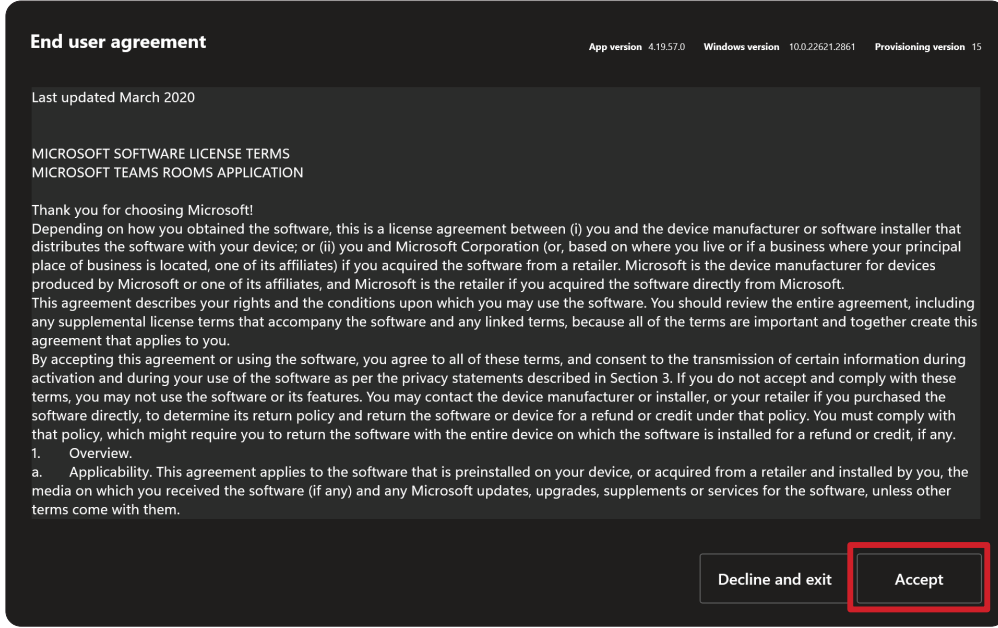 End user agreement
App version 4.19.57.0 Windows version 10.0.22621.2861 Provisioning version 15
Last updated March 2020
MICROSOFT SOFTWARE LICENSE TERMS
MICROSOFT TEAMS ROOMS APPLICATION
Thank you for choosing Microsoft!
Depending on how you obtained the software, this is a license agreement between (i) you and the device manufacturer or software installer that
distributes the software with your device; or (ii) you and Microsoft Corporation (or, based on where you live or if a business where your principal
place of business is located, one of its affiliates) if you acquired the software from a retailer. Microsoft is the device manufacturer for devices
produced by Microsoft or one of its affiliates, and Microsoft is the retailer if you acquired the software directly from Microsoft.
This agreement describes your rights and the conditions upon which you may use the software. You should review the entire agreement, including
any supplemental license terms that accompany the software and any linked terms, because all of the terms are important and together create this
agreement that applies to you.
By accepting this agreement or using the software, you agree to all of these terms, and consent to the transmission of certain information during
activation and during your use of the software as per the privacy statements described in Section 3. If you do not accept and comply with these
terms, you may not use the software or its features. You may contact the device manufacturer or installer, or your retailer if you purchased the
software directly, to determine its return policy and return the software or device for a refund or credit under that policy. You must comply with
that policy, which might require you to return the software with the entire device on which the software is installed for a refund or credit, if any.
1. Overview.
a. Applicability. This agreement applies to the software that is preinstalled on your device, or acquired from a retailer and installed by you, the
media on which you received the software (if any) and any Microsoft updates, upgrades, supplements or services for the software, unless other
terms come with them.
Decline and exit Accept